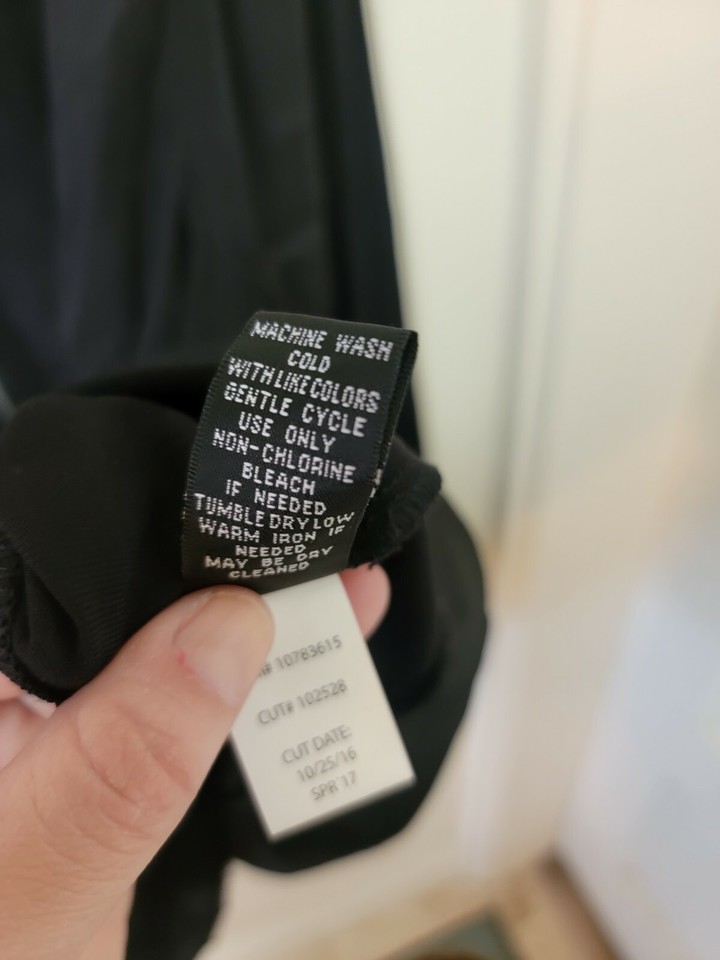 MACHINE WASH
COLD
WITH LIKE COLORS
GENTLE CYCLE
USE ONLY
NON-CHLORINE
BLEACH
IF NEEDED
TUMBLE DRY LOW
WARM IRON IF
NEEDED
MAY BE DRY
CLEANED
# 10783615
CUT# 102528
CUT DATE:
10/25/16
SPR'17